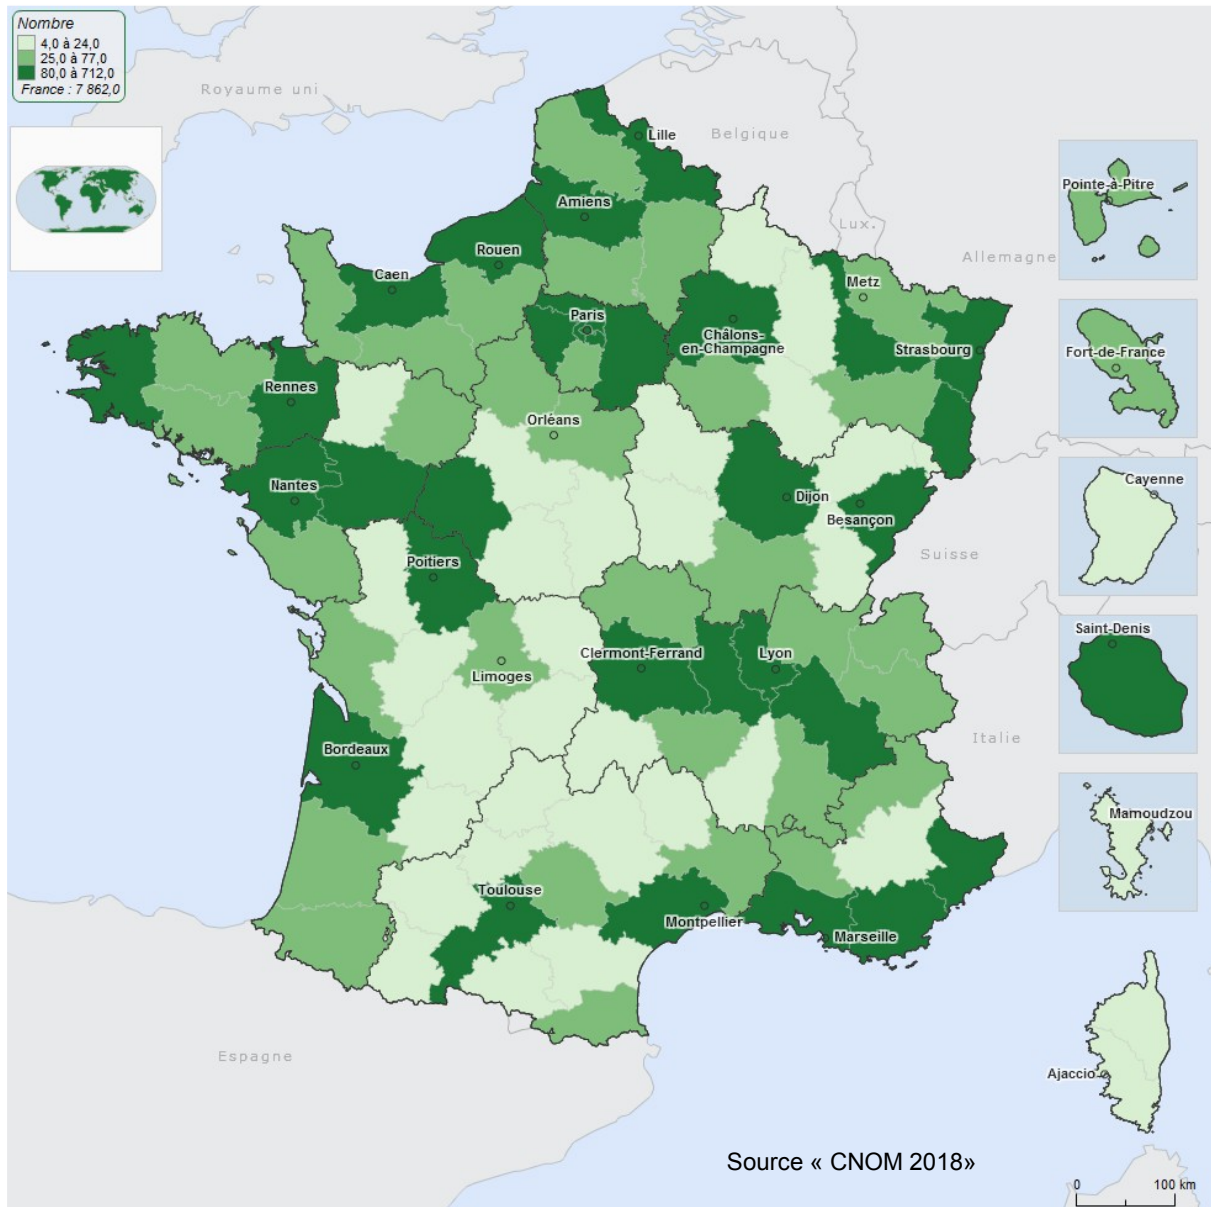 Nombre
4,0 à 24,0
25,0 à 77,0
80,0 à 712,0
France : 7 862,0
Royaume uni
Lille
Belgique
Pointe-à-Pitre
Amiens
Lux.
Rouen
Allemagne
Caen
Metz
Paris
Châlons-
en-Champagne
Strasbourg
Fort-de-France
Rennes
Orléans
Nantes
Dijon
Cayenne
Besançon
Suisse
Poitiers
Saint-Denis
Clermont-Ferrand
Lyon
Limoges
Italie
Bordeaux
Mamoudzou
Toulouse
Montpellier
Marseille
Espagne
Ajaccio
Source « CNOM 2018»
0 100 km